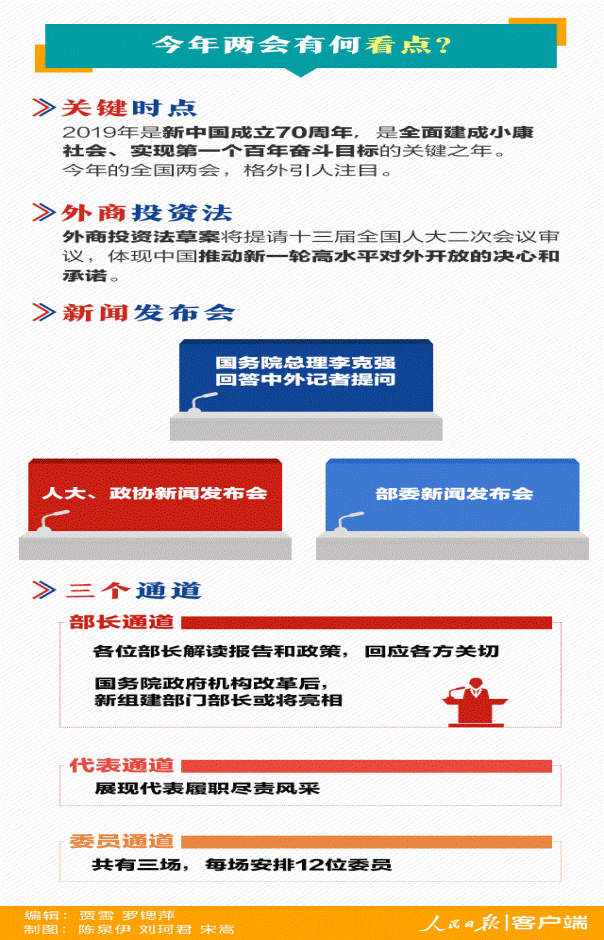 今年两会有何看点?
关键时点
2019年是新中国成立70周年，是全面建成小康
社会、实现第一个百年奋斗目标的关键之年。
今年的全国两会，格外引人注目。
外商投资法
外商投资法草案将提请十三届全国人大二次会议审
议，体现中国推动新一轮高水平对外开放的决心和
承诺。
新闻发布会
国务院总理李克强
回答中外记者提问
人大、政协新闻发布会
部委新闻发布会
三个通道
部长通道
各位部长解读报告和政策，回应各方关切
国务院政府机构改革后，
新组建部门部长或将亮相
代表通道
展现代表履职尽责风采
委员通道
共有三场，每场安排12位委员
编辑：贾雪 罗锶萍
制图：陈泉伊 刘珂君 宋嵩
人民日报|客户端